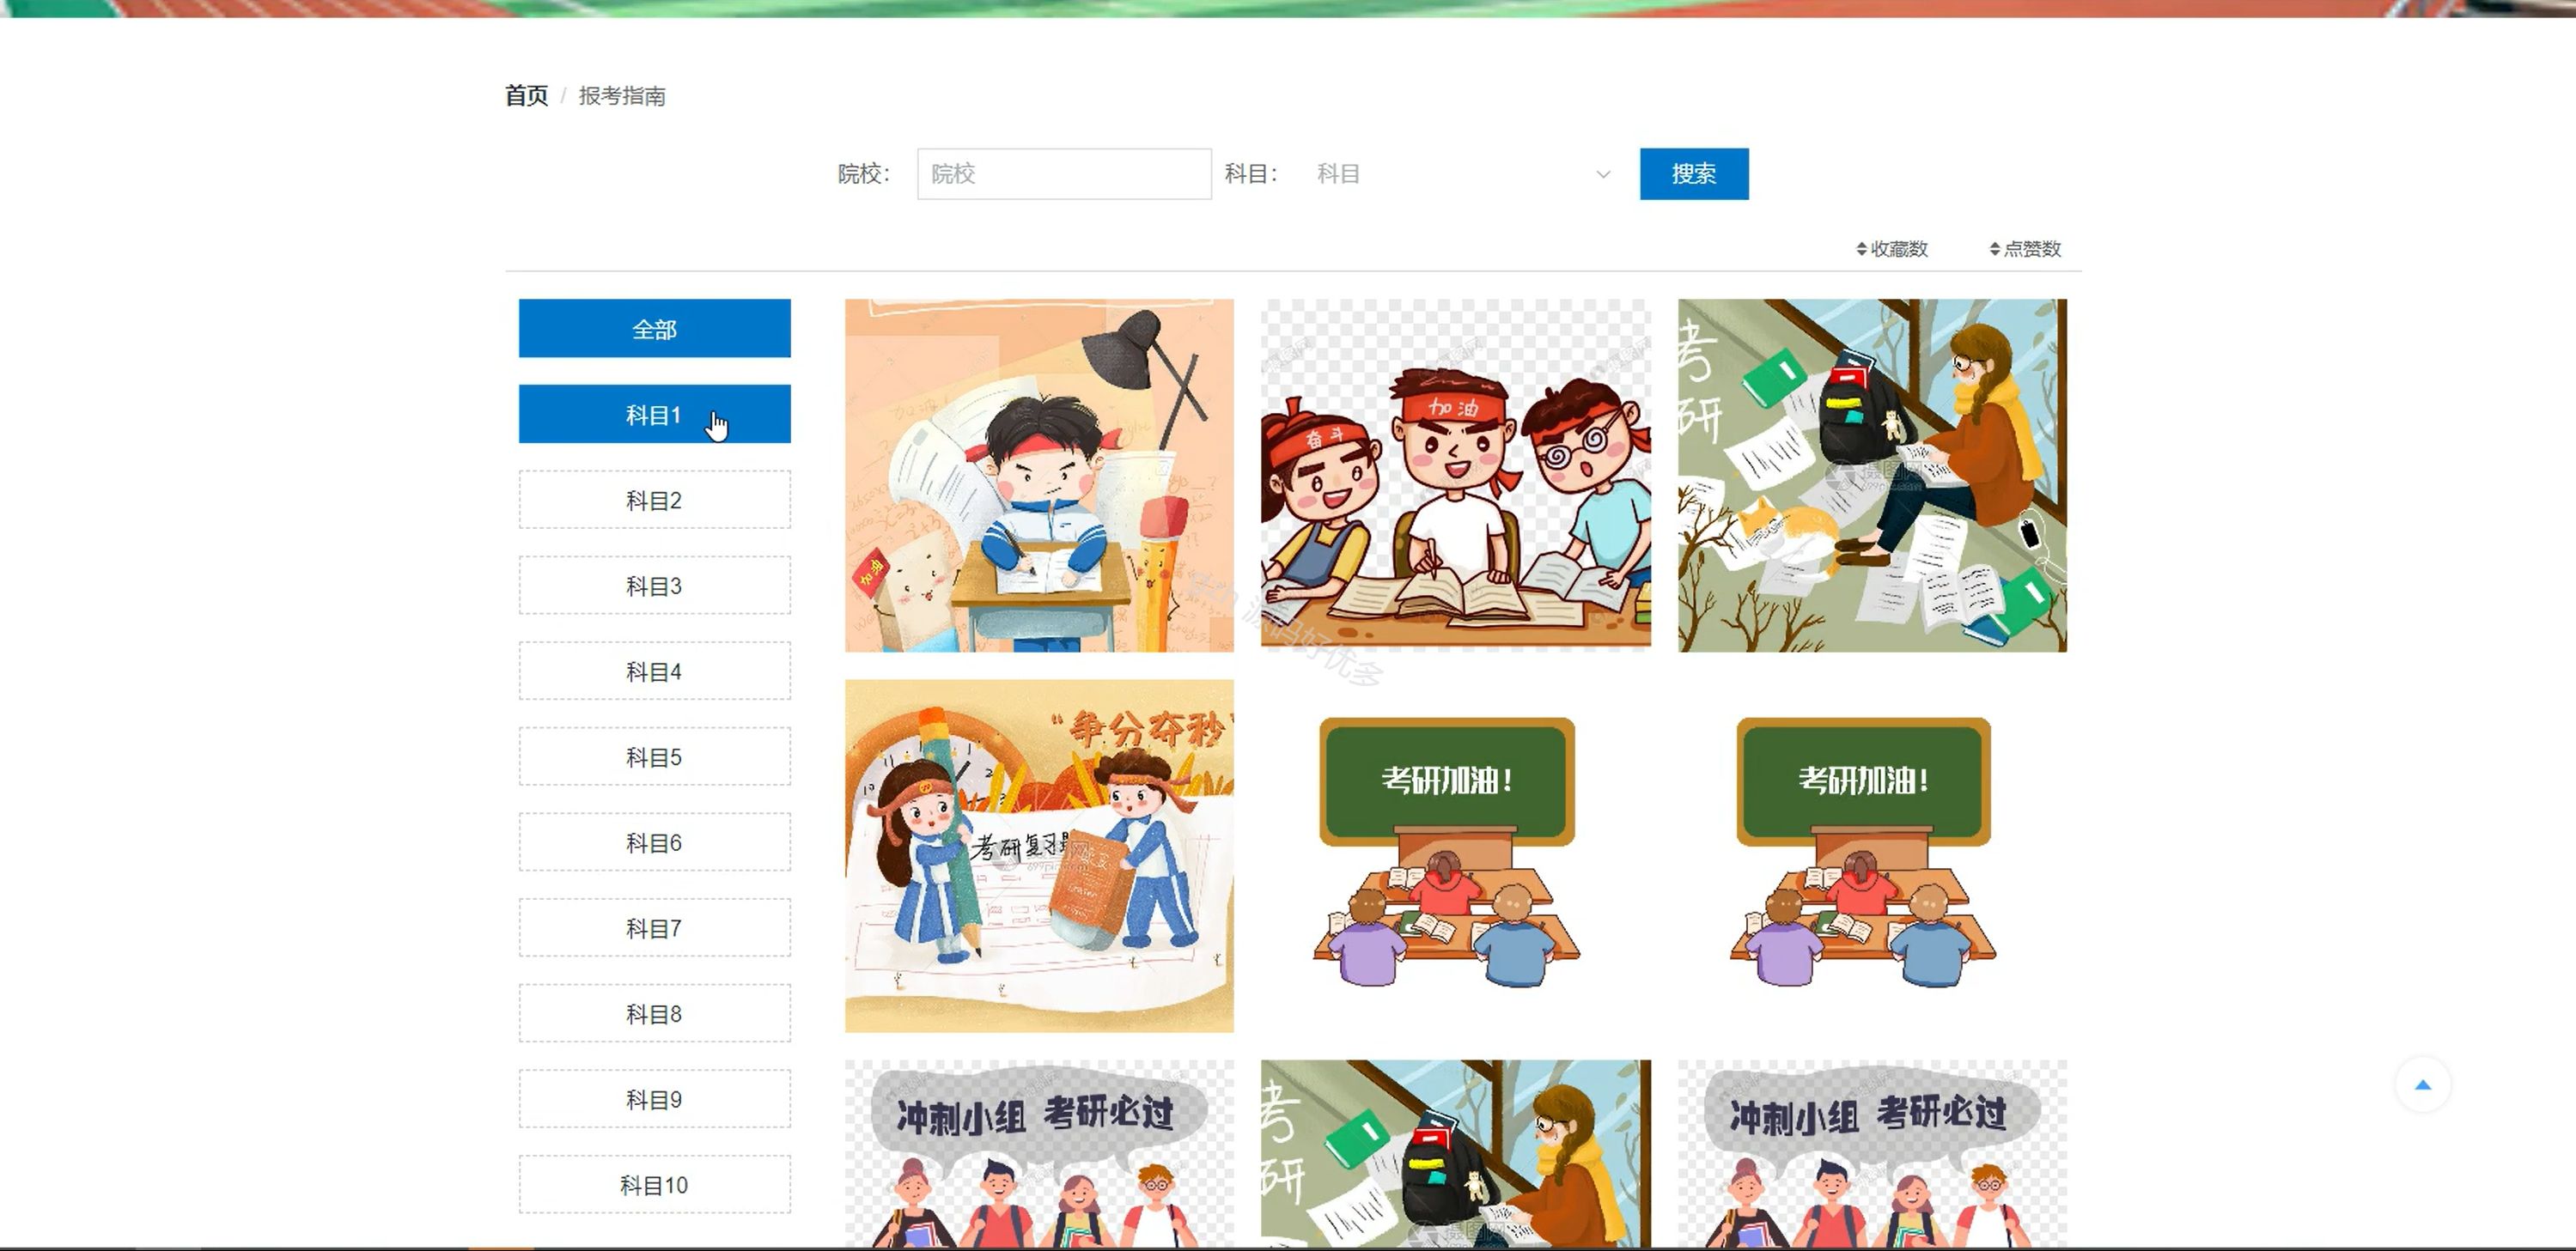 首页 / 报考指南
院校： 院校 科目： 科目 搜索
收藏数 点赞数
全部
科目1
科目2
科目3
科目4
科目5
科目6
科目7
科目8
科目9
科目10
加油
加油
奋斗
考研
源码好优多
“争分夺秒”
考研复习
考研加油！
考研加油！
冲刺小组 考研必过
考研
冲刺小组 考研必过